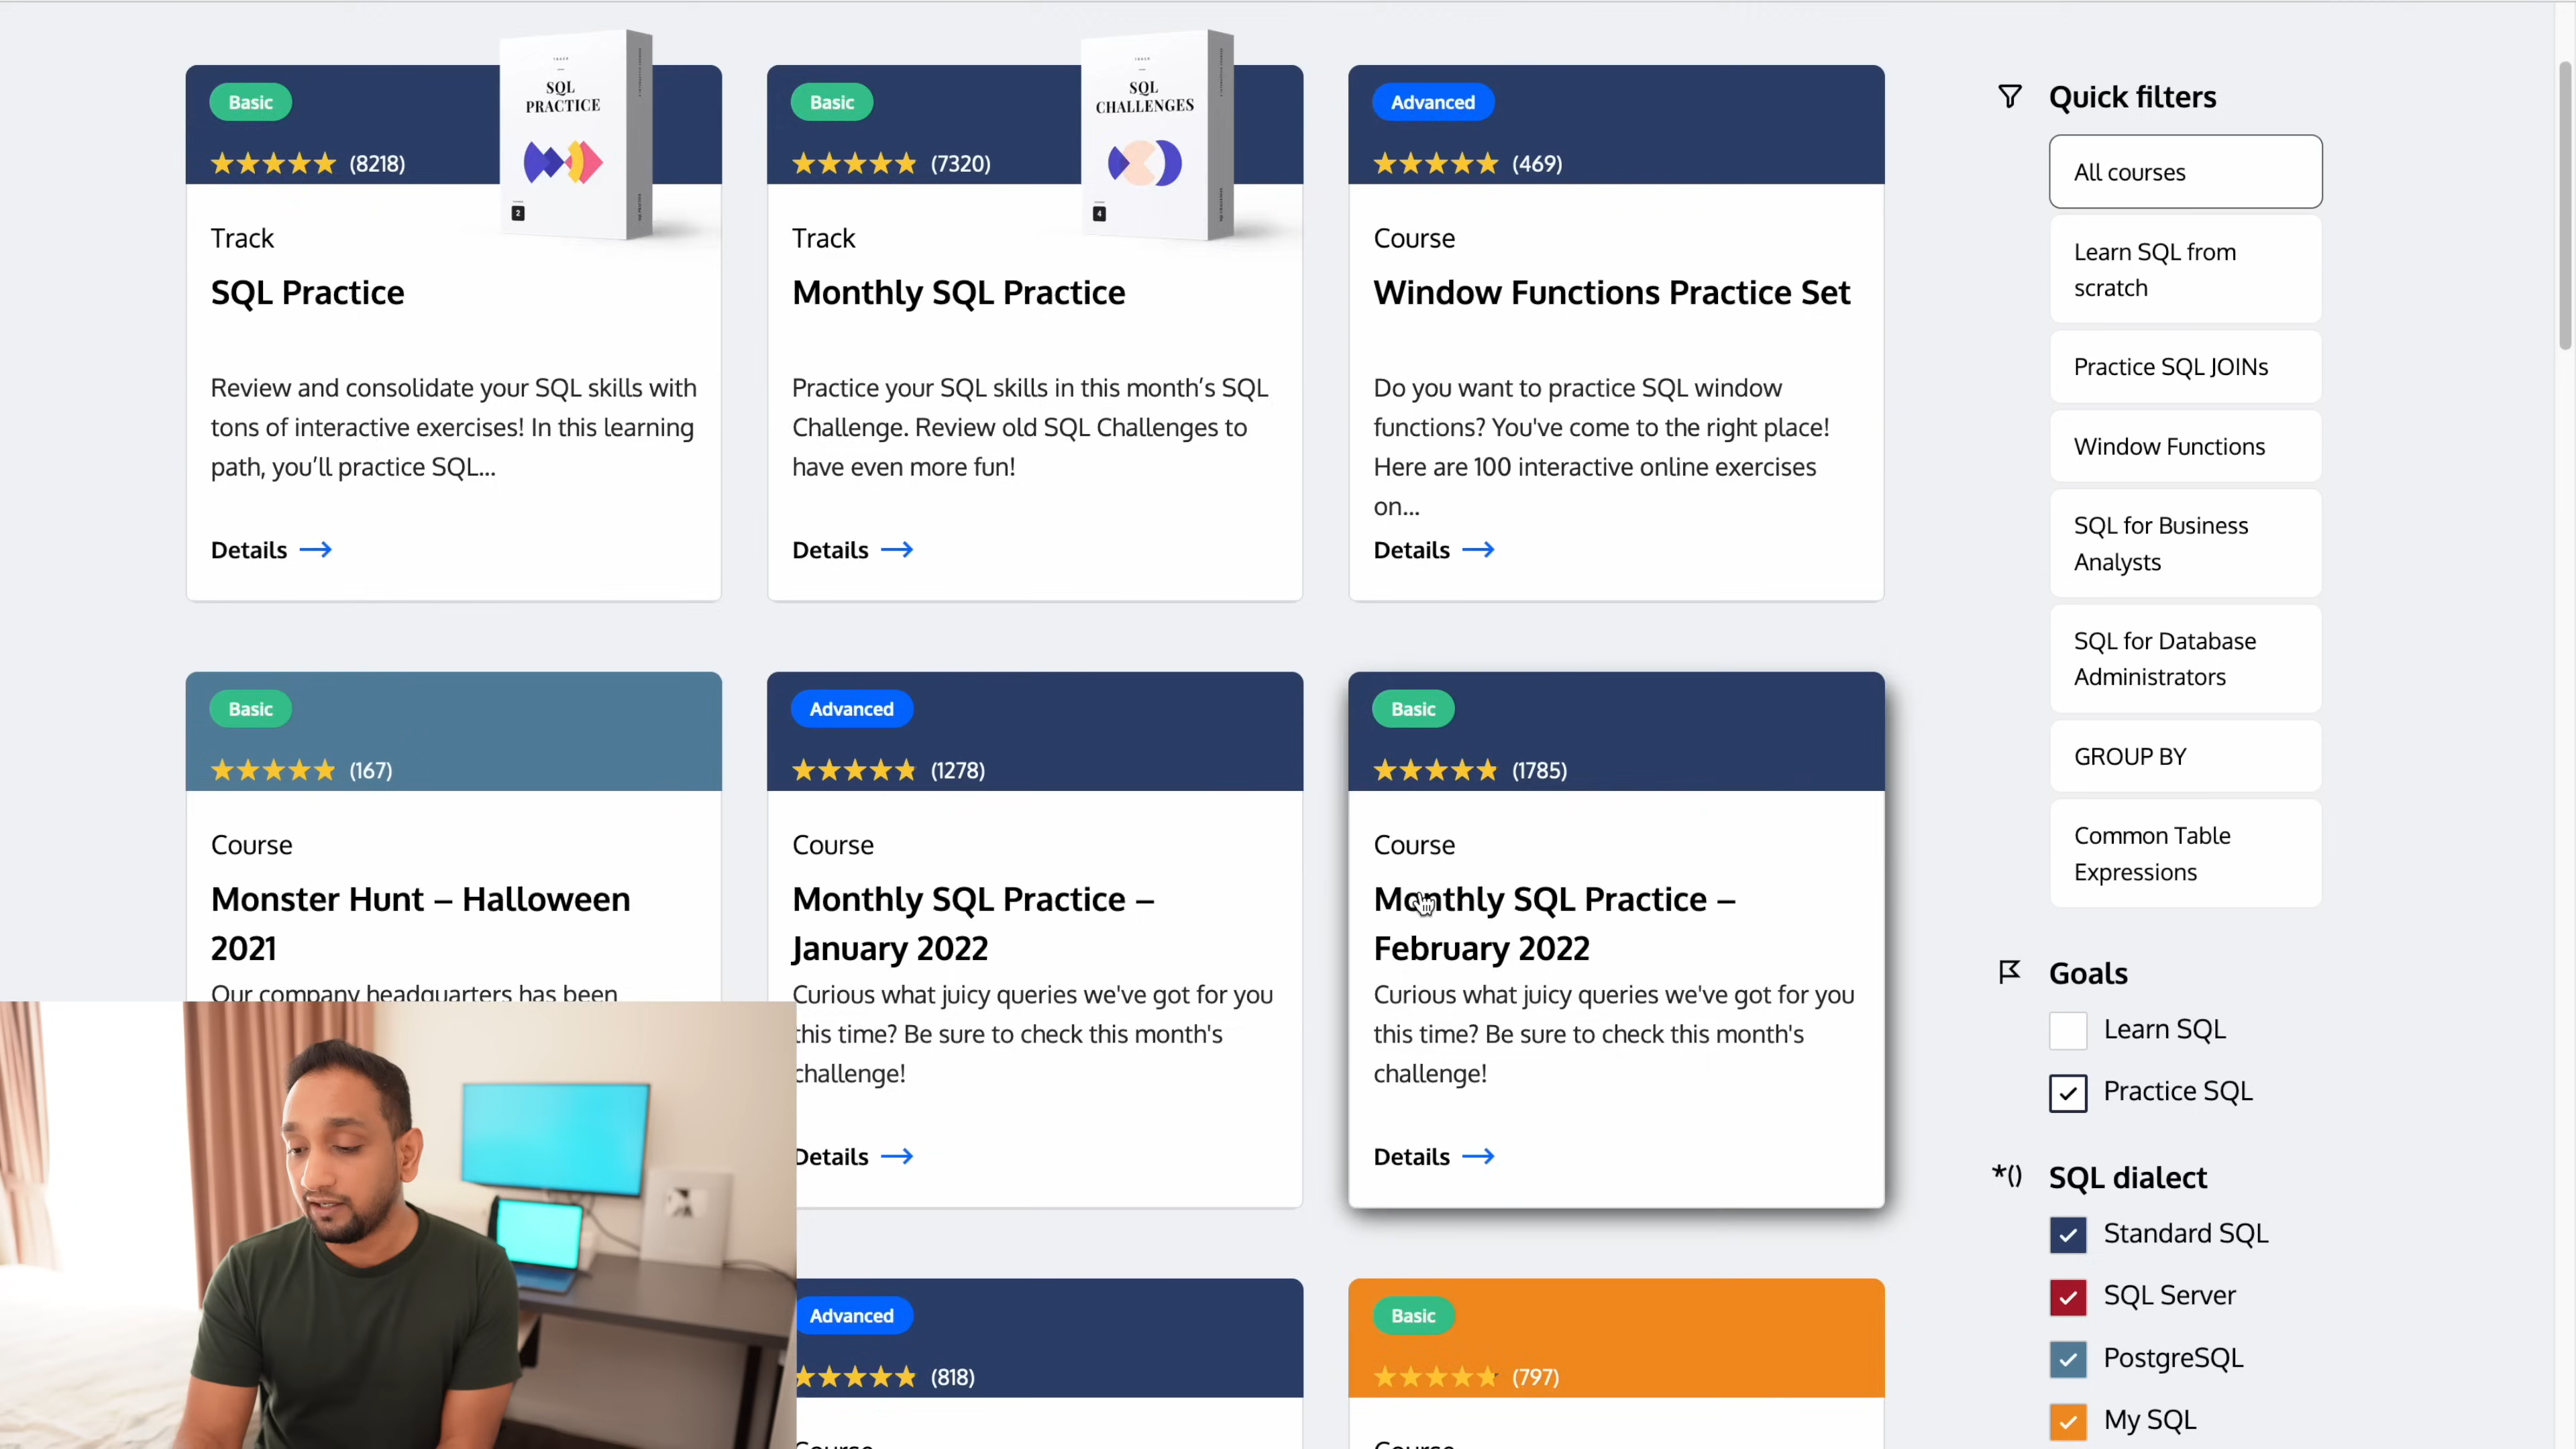 TRACK
SQL
PRACTICE
2
Basic
(8218)
Track
SQL Practice
Review and consolidate your SQL skills with
tons of interactive exercises! In this learning
path, you’ll practice SQL...
Details
TRACK
SQL
CHALLENGES
4
Basic
(7320)
Track
Monthly SQL Practice
Practice your SQL skills in this month’s SQL
Challenge. Review old SQL Challenges to
have even more fun!
Details
Advanced
(469)
Course
Window Functions Practice Set
Do you want to practice SQL window
functions? You've come to the right place!
Here are 100 interactive online exercises
on...
Details
Basic
(167)
Course
Monster Hunt – Halloween
2021
Our company headquarters has been
Advanced
(1278)
Course
Monthly SQL Practice –
January 2022
Curious what juicy queries we've got for you
this time? Be sure to check this month's
challenge!
Details
Basic
(1785)
Course
Monthly SQL Practice –
February 2022
Curious what juicy queries we've got for you
this time? Be sure to check this month's
challenge!
Details
Advanced
(818)
Course
Basic
(797)
Course
Quick filters
All courses
Learn SQL from
scratch
Practice SQL JOINs
Window Functions
SQL for Business
Analysts
SQL for Database
Administrators
GROUP BY
Common Table
Expressions
Goals
Learn SQL
Practice SQL
*() SQL dialect
Standard SQL
SQL Server
PostgreSQL
My SQL